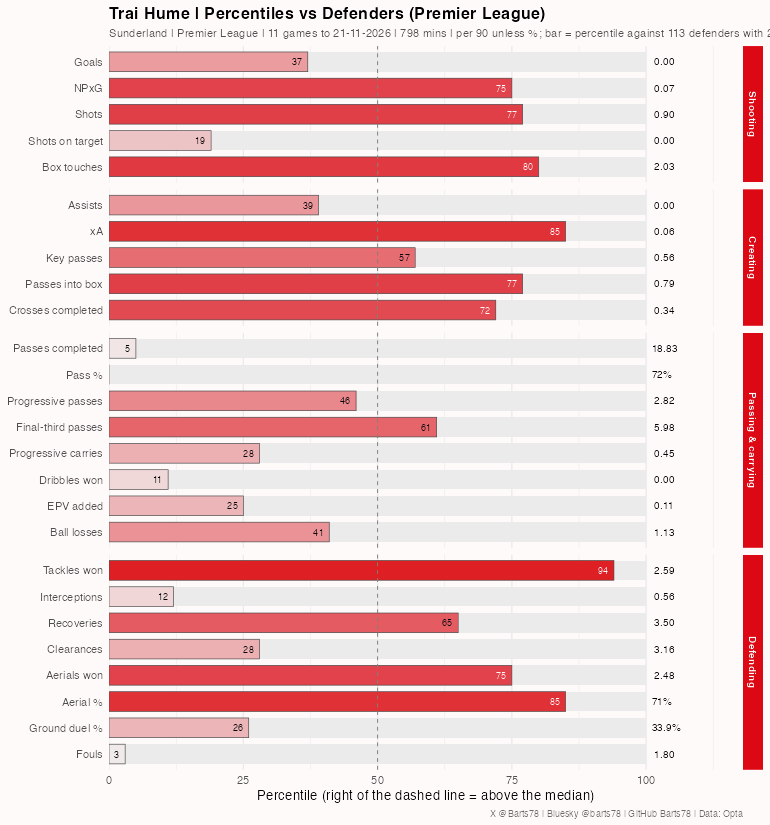 Trai Hume | Percentiles vs Defenders (Premier League)
Sunderland | Premier League | 11 games to 21-11-2026 | 798 mins | per 90 unless %; bar = percentile against 113 defenders with 2
Goals 37 0.00
NPxG 75 0.07
Shots 77 0.90
Shots on target 19 0.00
Box touches 80 2.03
Shooting
Assists 39 0.00
xA 85 0.06
Key passes 57 0.56
Passes into box 77 0.79
Crosses completed 72 0.34
Creating
Passes completed 5 18.83
Pass % 72%
Progressive passes 46 2.82
Final-third passes 61 5.98
Progressive carries 28 0.45
Dribbles won 11 0.00
EPV added 25 0.11
Ball losses 41 1.13
Passing & carrying
Tackles won 94 2.59
Interceptions 12 0.56
Recoveries 65 3.50
Clearances 28 3.16
Aerials won 75 2.48
Aerial % 85 71%
Ground duel % 26 33.9%
Fouls 3 1.80
Defending
0 25 50 75 100
Percentile (right of the dashed line = above the median)
X @Barts78 | Bluesky @barts78 | GitHub Barts78 | Data: Opta